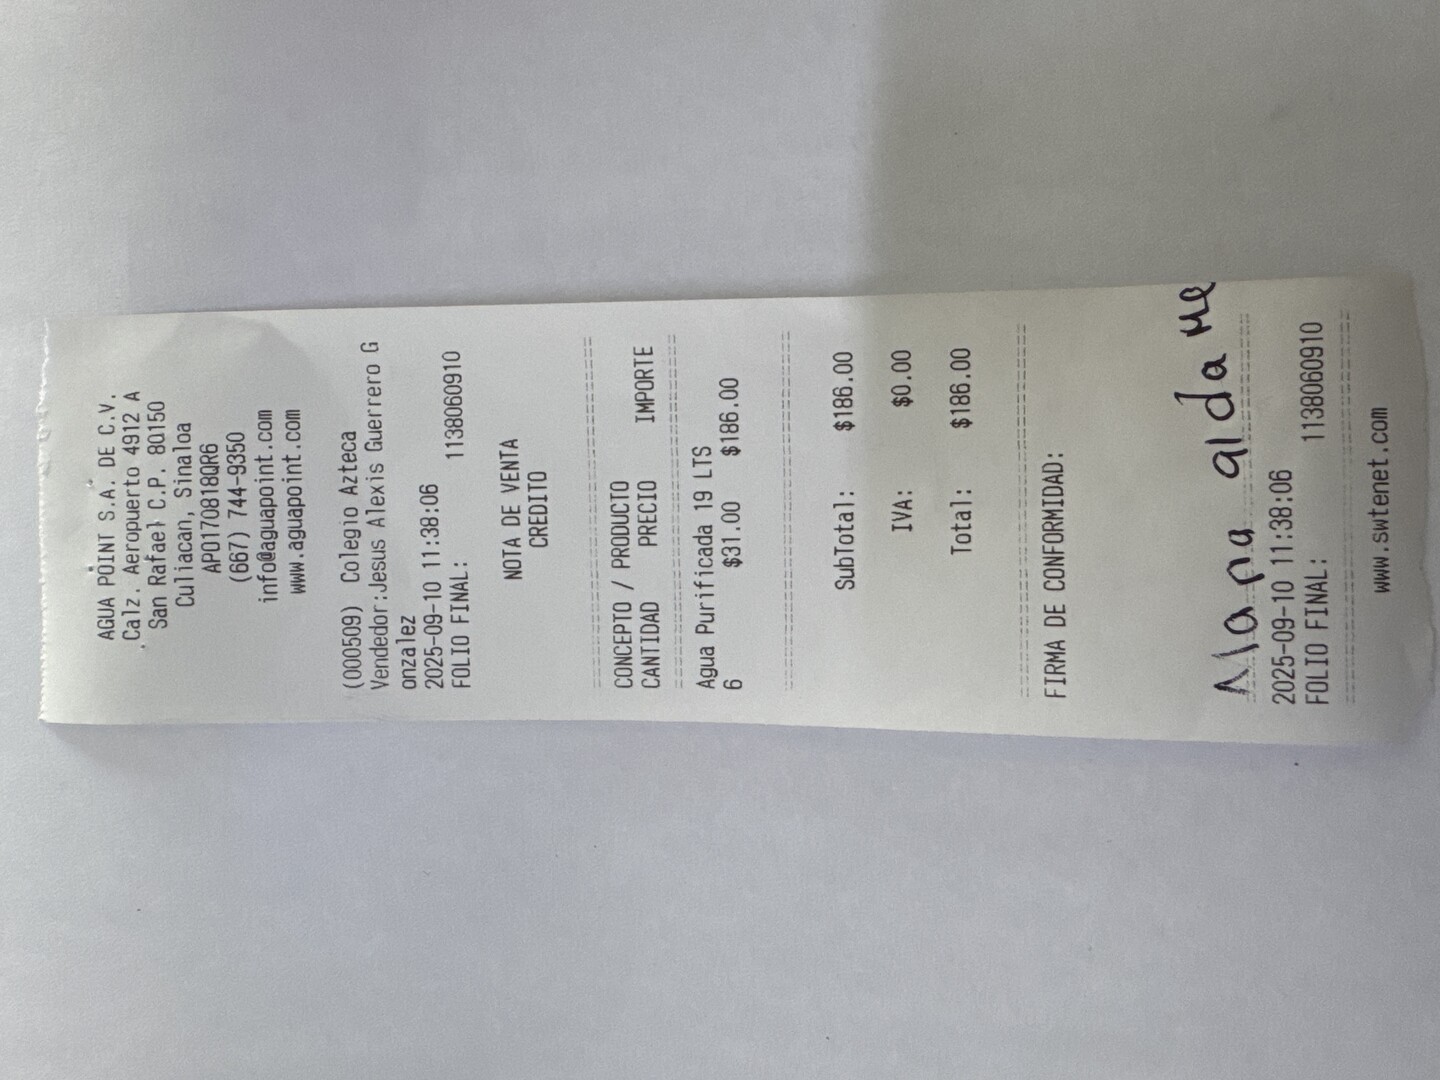 AGUA POINT S.A. DE C.V.
Calz. Aeropuerto 4912 A
San Rafael C.P. 80150
Culiacan, Sinaloa
APO170818QR6
(667) 744-9350
info@aguapoint.com
www.aguapoint.com
(000509) Colegio Azteca
Vendedor:Jesus Alexis Guerrero G
onzalez
2025-09-10 11:38:06
FOLIO FINAL: 1138060910
NOTA DE VENTA
CREDITO
CONCEPTO / PRODUCTO
CANTIDAD PRECIO IMPORTE
Agua Purificada 19 LTS
6 $31.00 $186.00
SubTotal: $186.00
IVA: $0.00
Total: $186.00
FIRMA DE CONFORMIDAD:
Maria aldame
2025-09-10 11:38:06
FOLIO FINAL: 1138060910
www.swtenet.com